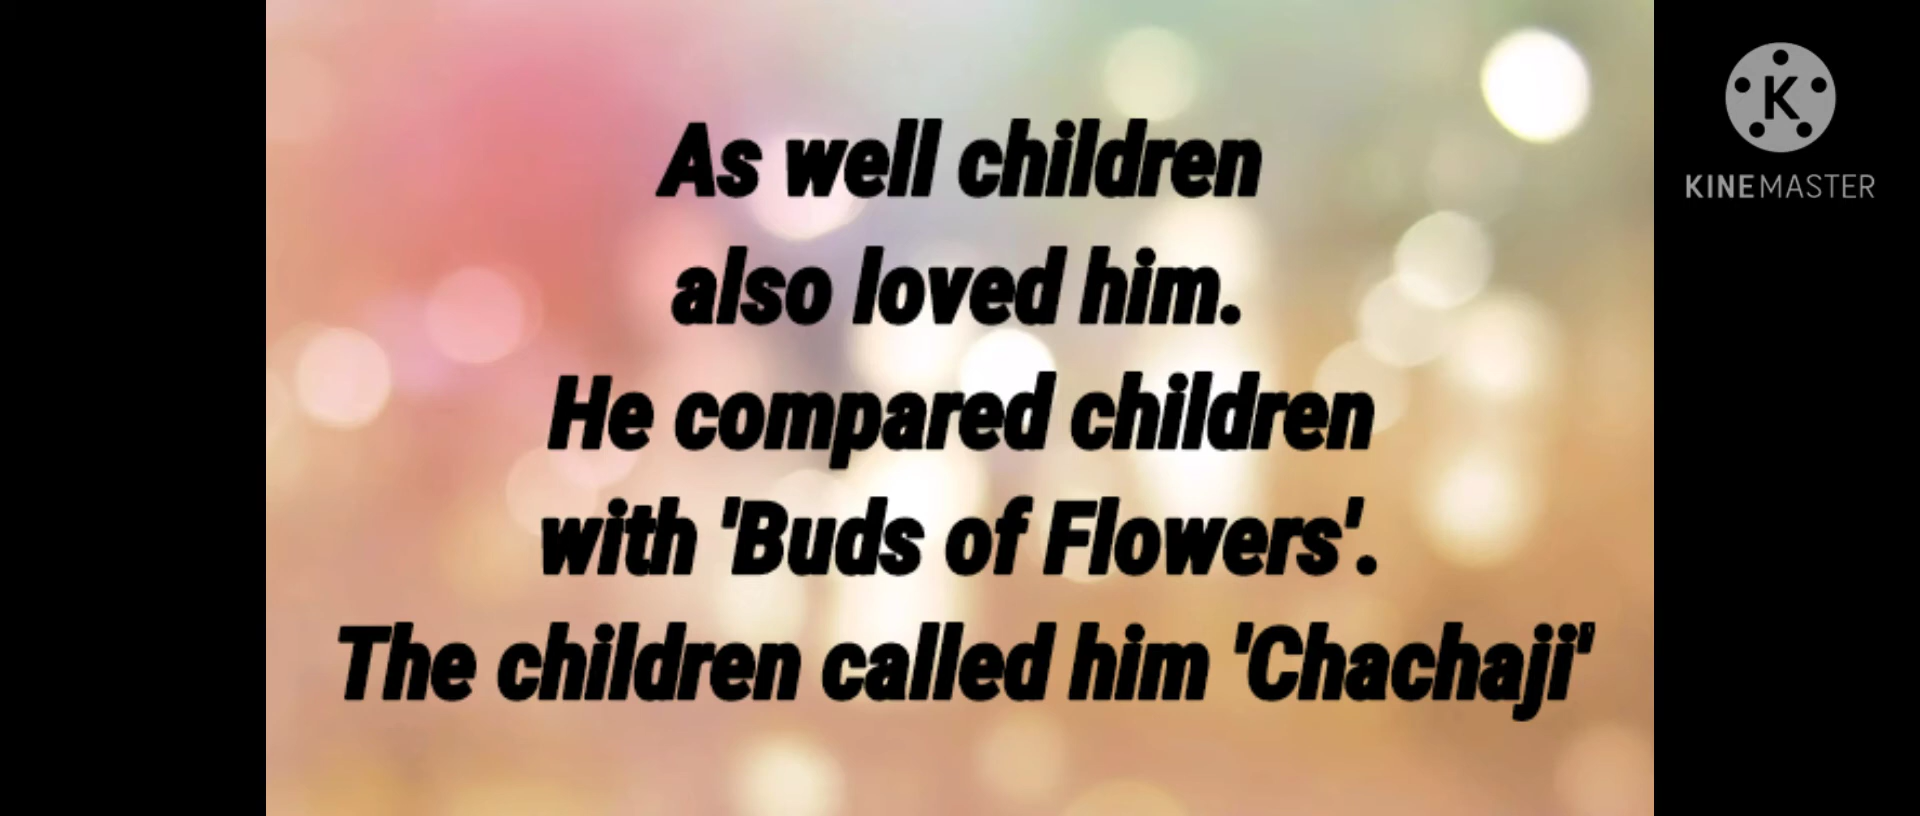 As well children
also loved him.
He compared children
with 'Buds of Flowers'.
The children called him 'Chachaji'
K
KINEMASTER